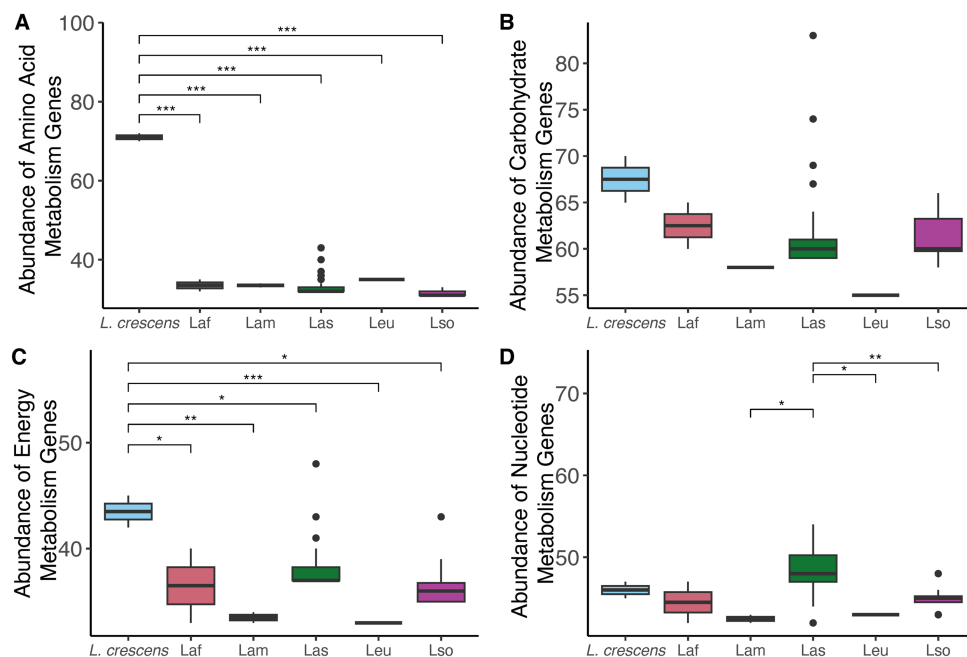 A
Abundance of Amino Acid
Metabolism Genes
100
80
60
40
***
***
***
***
***
L. crescens Laf Lam Las Leu Lso
B
Abundance of Carbohydrate
Metabolism Genes
80
75
70
65
60
55
L. crescens Laf Lam Las Leu Lso
C
Abundance of Energy
Metabolism Genes
50
40
*
***
*
**
*
L. crescens Laf Lam Las Leu Lso
D
Abundance of Nucleotide
Metabolism Genes
70
60
50
**
*
*
L. crescens Laf Lam Las Leu Lso